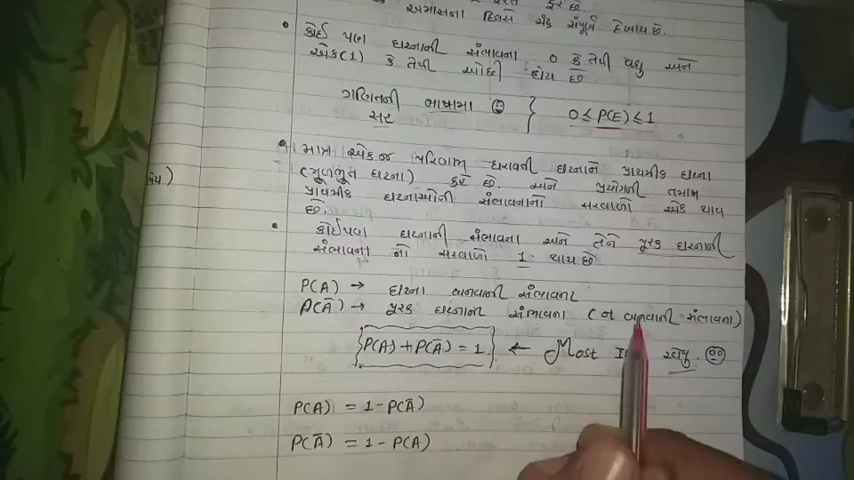 અમાસના દિવસે ચંદ્ર સંપૂર્ણ દેખાય છે.
કોઈ પણ ઘટનાની સંભાવના 0 કે તેથી વધુ અને
એક(1) કે તેથી ઓછી હોય છે
ગણિતની ભાષામા
સર } 0 ≤ P(E) ≤ 1
માત્ર એક જ પરિણામ ધરાવતી ઘટનાને પ્રાથમીક ઘટના
(મુળભુત ઘટના) કહે છે. અને પ્રયોગની તમામ
પ્રાથમીક ઘટનાઓની સંભાવનાનો સરવાળો એક થાય
છે.
કોઈપણ ઘટનાની સંભાવના અને તેને પૂરક ઘટનાની
સંભાવના નો સરવાળો 1 થાય છે
P(A) → ઘટના બનવાની સંભાવના
P(Ā) → પૂરક ઘટનાની સંભાવના (ન બનવાની સંભાવના)
P(A) + P(Ā) = 1 ← Most
P(A) = 1 - P(Ā)
P(Ā) = 1 - P(A)